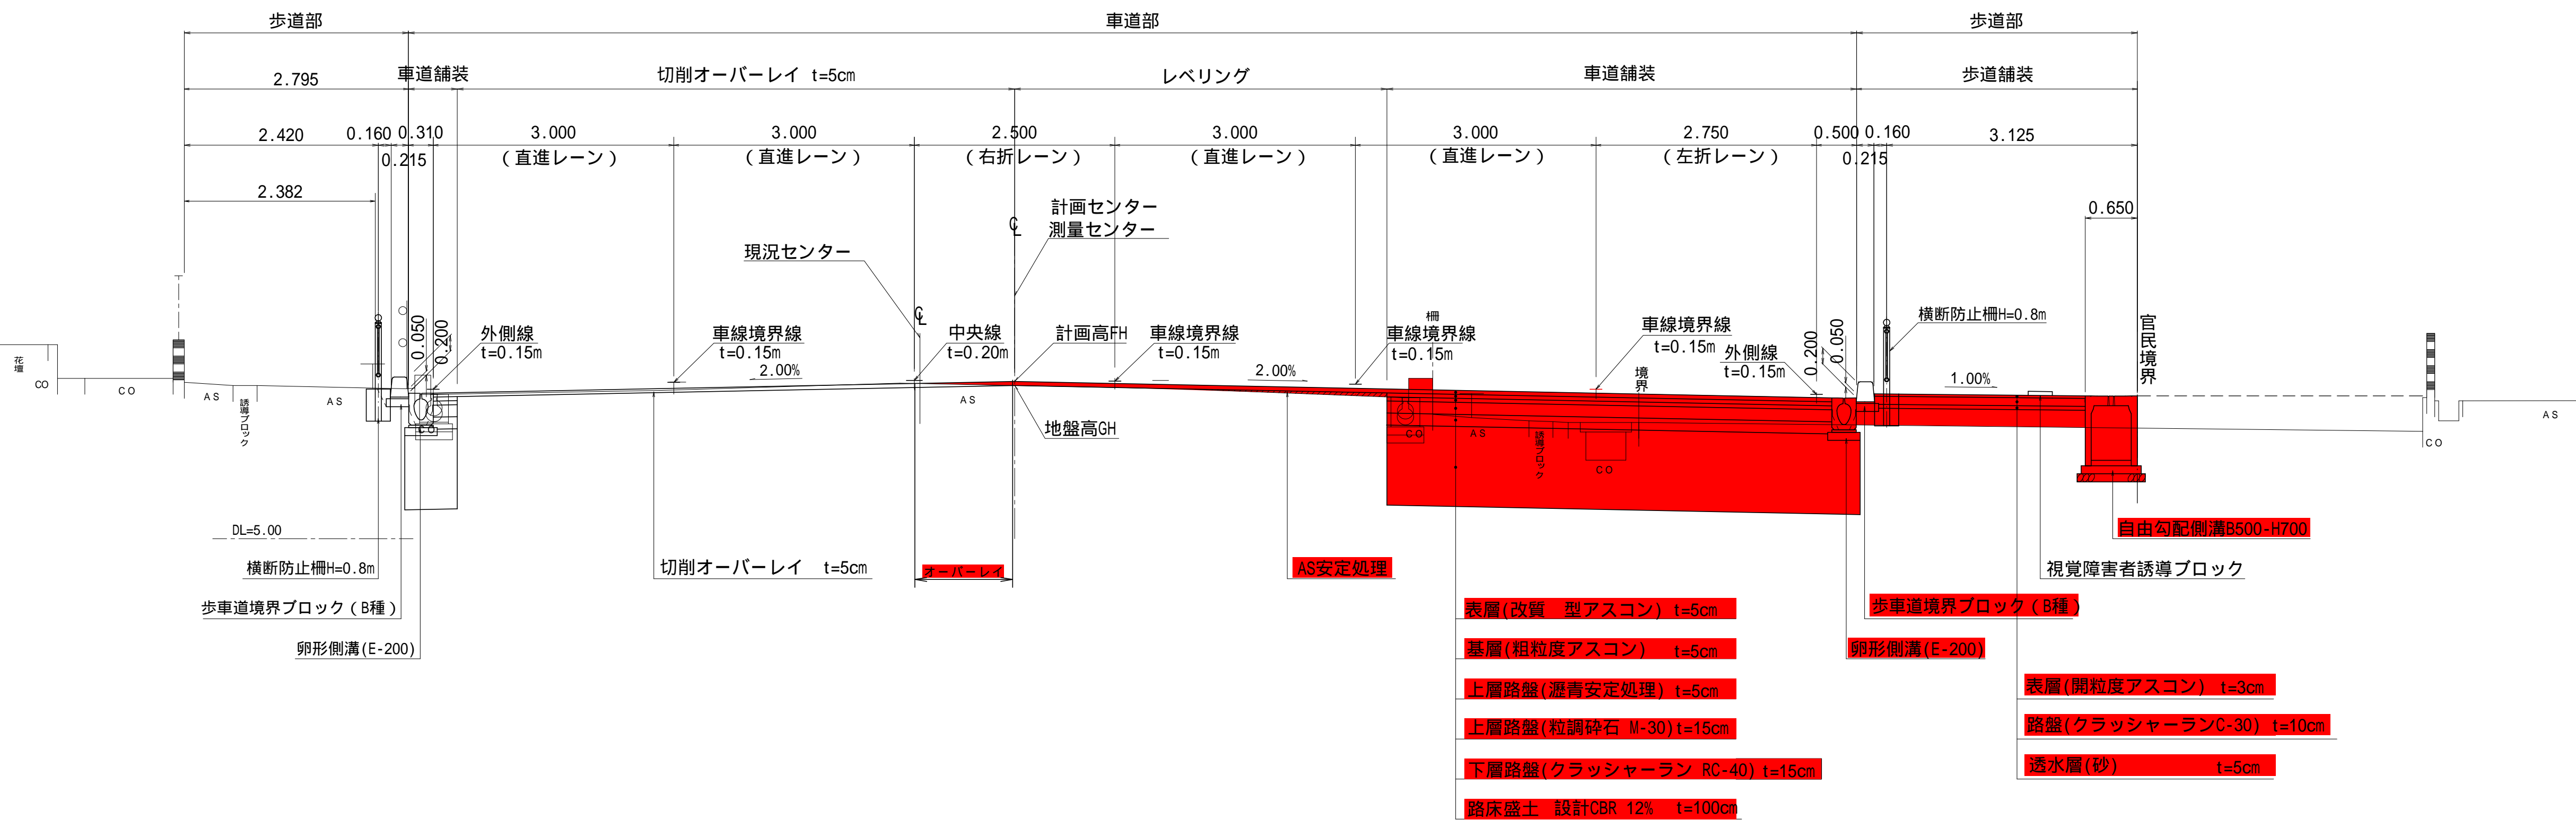 歩道部
車道部
歩道部
2.795
車道舗装
切削オーバーレイ t=5cm
レベリング
車道舗装
歩道舗装
2.420
0.160
0.310
0.215
3.000
(直進レーン)
3.000
(直進レーン)
2.500
(右折レーン)
3.000
(直進レーン)
3.000
(直進レーン)
2.750
(左折レーン)
0.500
0.160
0.215
3.125
2.382
0.650
計画センター
測量センター
現況センター
0.050
0.200
外側線
t=0.15m
車線境界線
t=0.15m
2.00%
中央線
t=0.20m
計画高FH
車線境界線
t=0.15m
2.00%
柵
車線境界線
t=0.15m
車線境界線
t=0.15m
境界
外側線
t=0.15m
0.200
0.050
横断防止柵H=0.8m
1.00%
官民境界
花壇
CO
CO
AS
誘導ブロック
AS
CO
AS
地盤高GH
CO
AS
誘導ブロック
CO
CO
AS
DL=5.00
横断防止柵H=0.8m
歩車道境界ブロック(B種)
卵形側溝(E-200)
切削オーバーレイ t=5cm
オーバーレイ
AS安定処理
自由勾配側溝B500-H700
視覚障害者誘導ブロック
歩車道境界ブロック(B種)
卵形側溝(E-200)
表層(改質 型アスコン) t=5cm
基層(粗粒度アスコン) t=5cm
上層路盤(瀝青安定処理) t=5cm
上層路盤(粒調砕石 M-30) t=15cm
下層路盤(クラッシャーラン RC-40) t=15cm
路床盛土 設計CBR 12% t=100cm
表層(開粒度アスコン) t=3cm
路盤(クラッシャーランC-30) t=10cm
透水層(砂) t=5cm